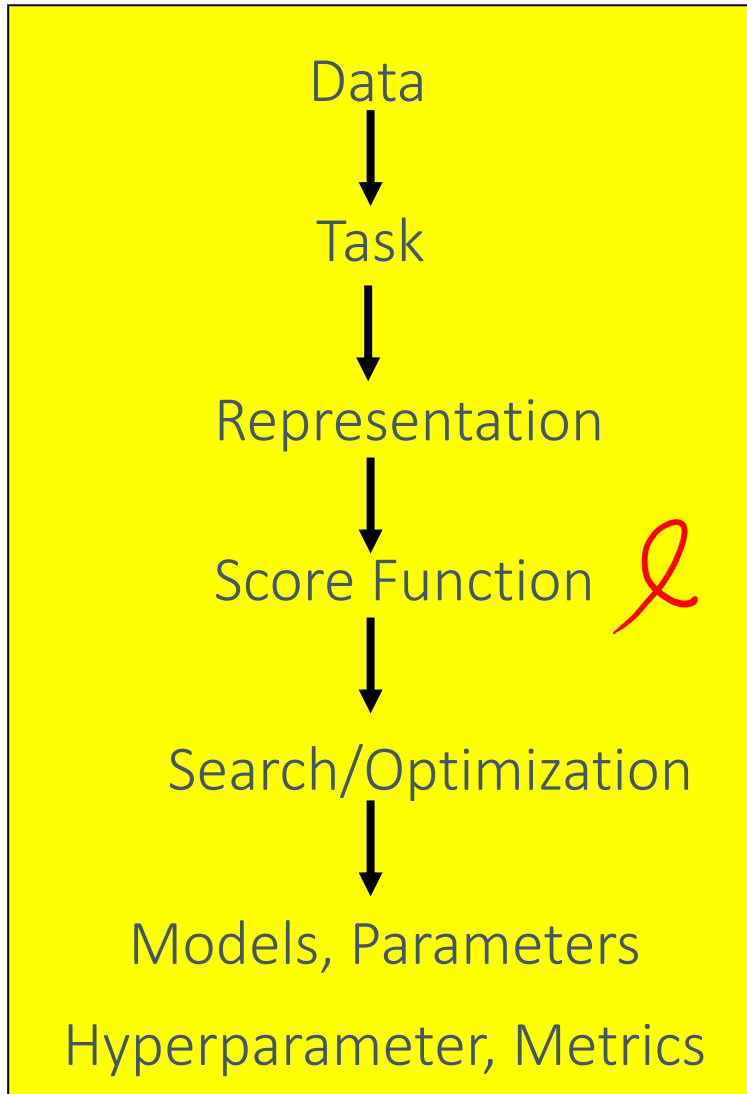 Data
Task
Representation
Score Function ℓ
Search/Optimization
Models, Parameters
Hyperparameter, Metrics